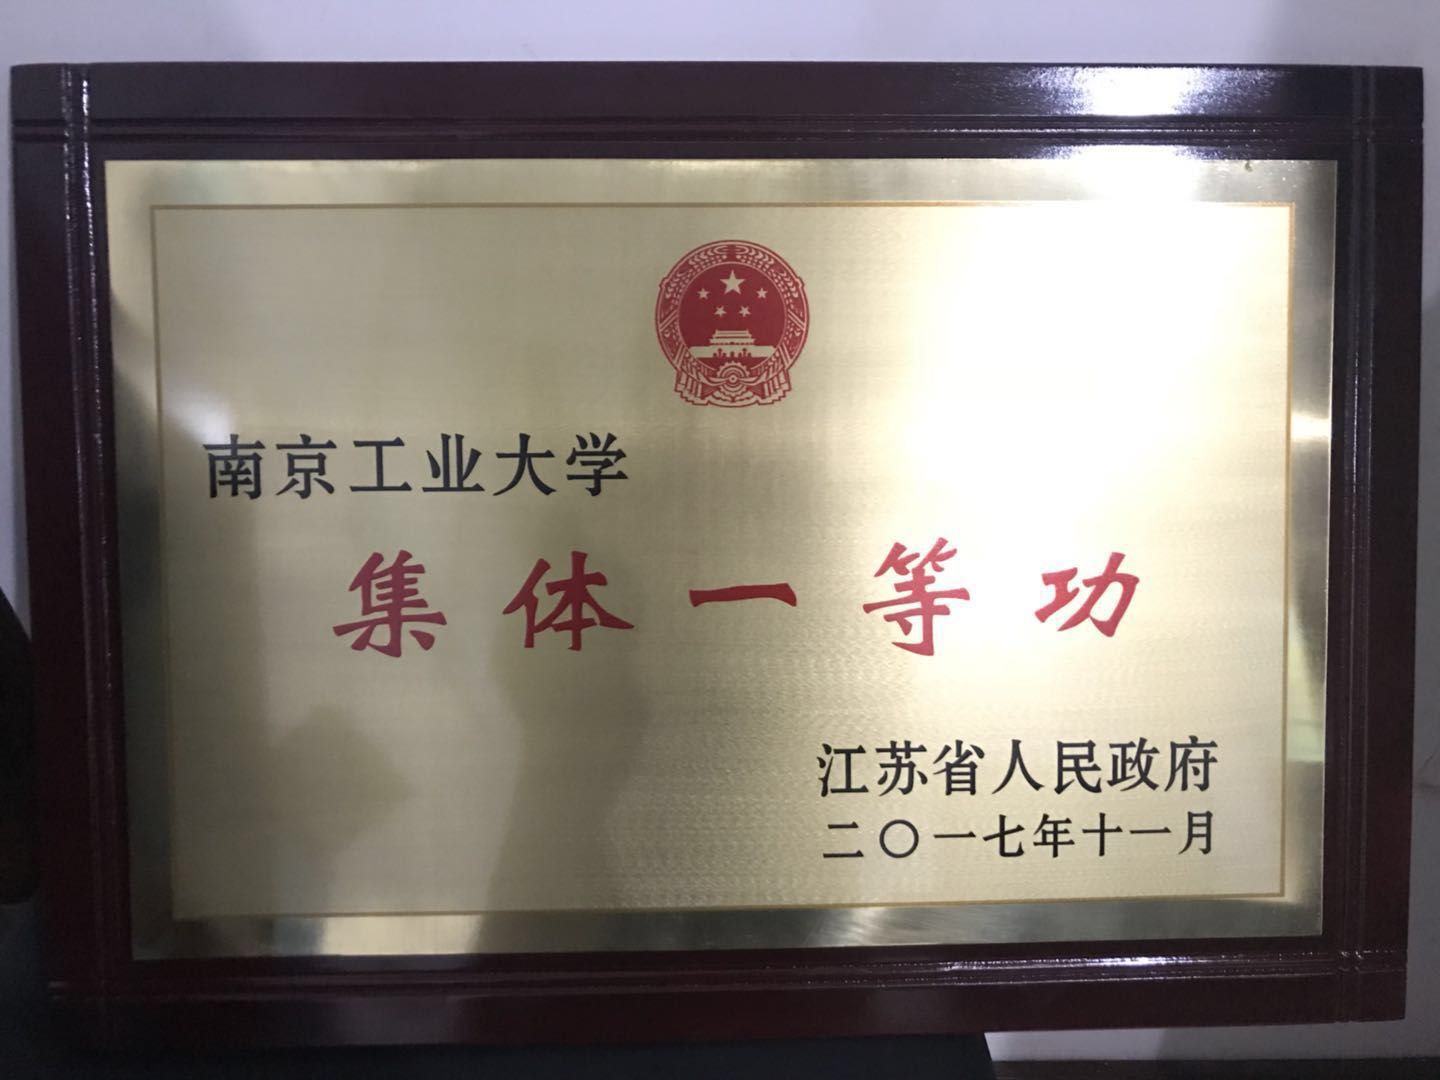 南京工业大学
集体一等功
江苏省人民政府
二〇一七年十一月